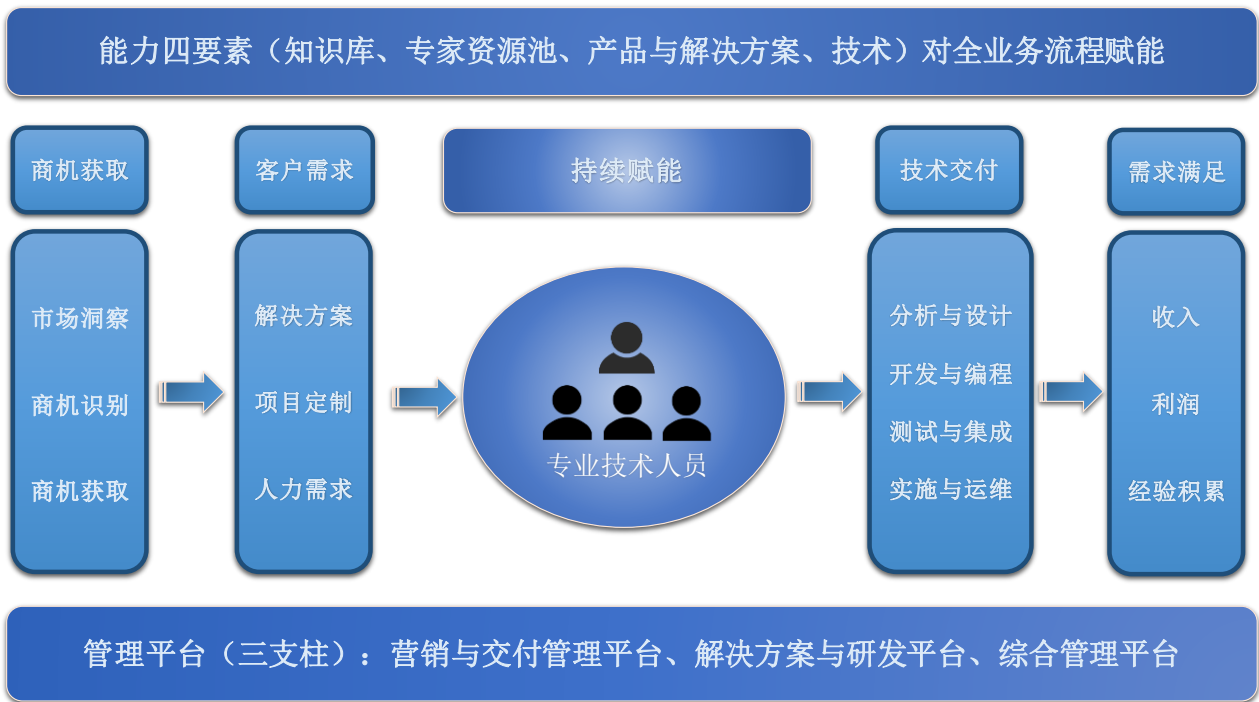 能力四要素（知识库、专家资源池、产品与解决方案、技术）对全业务流程赋能
商机获取
市场洞察
商机识别
商机获取
客户需求
解决方案
项目定制
人力需求
持续赋能
专业技术人员
技术交付
分析与设计
开发与编程
测试与集成
实施与运维
需求满足
收入
利润
经验积累
管理平台（三支柱）：营销与交付管理平台、解决方案与研发平台、综合管理平台